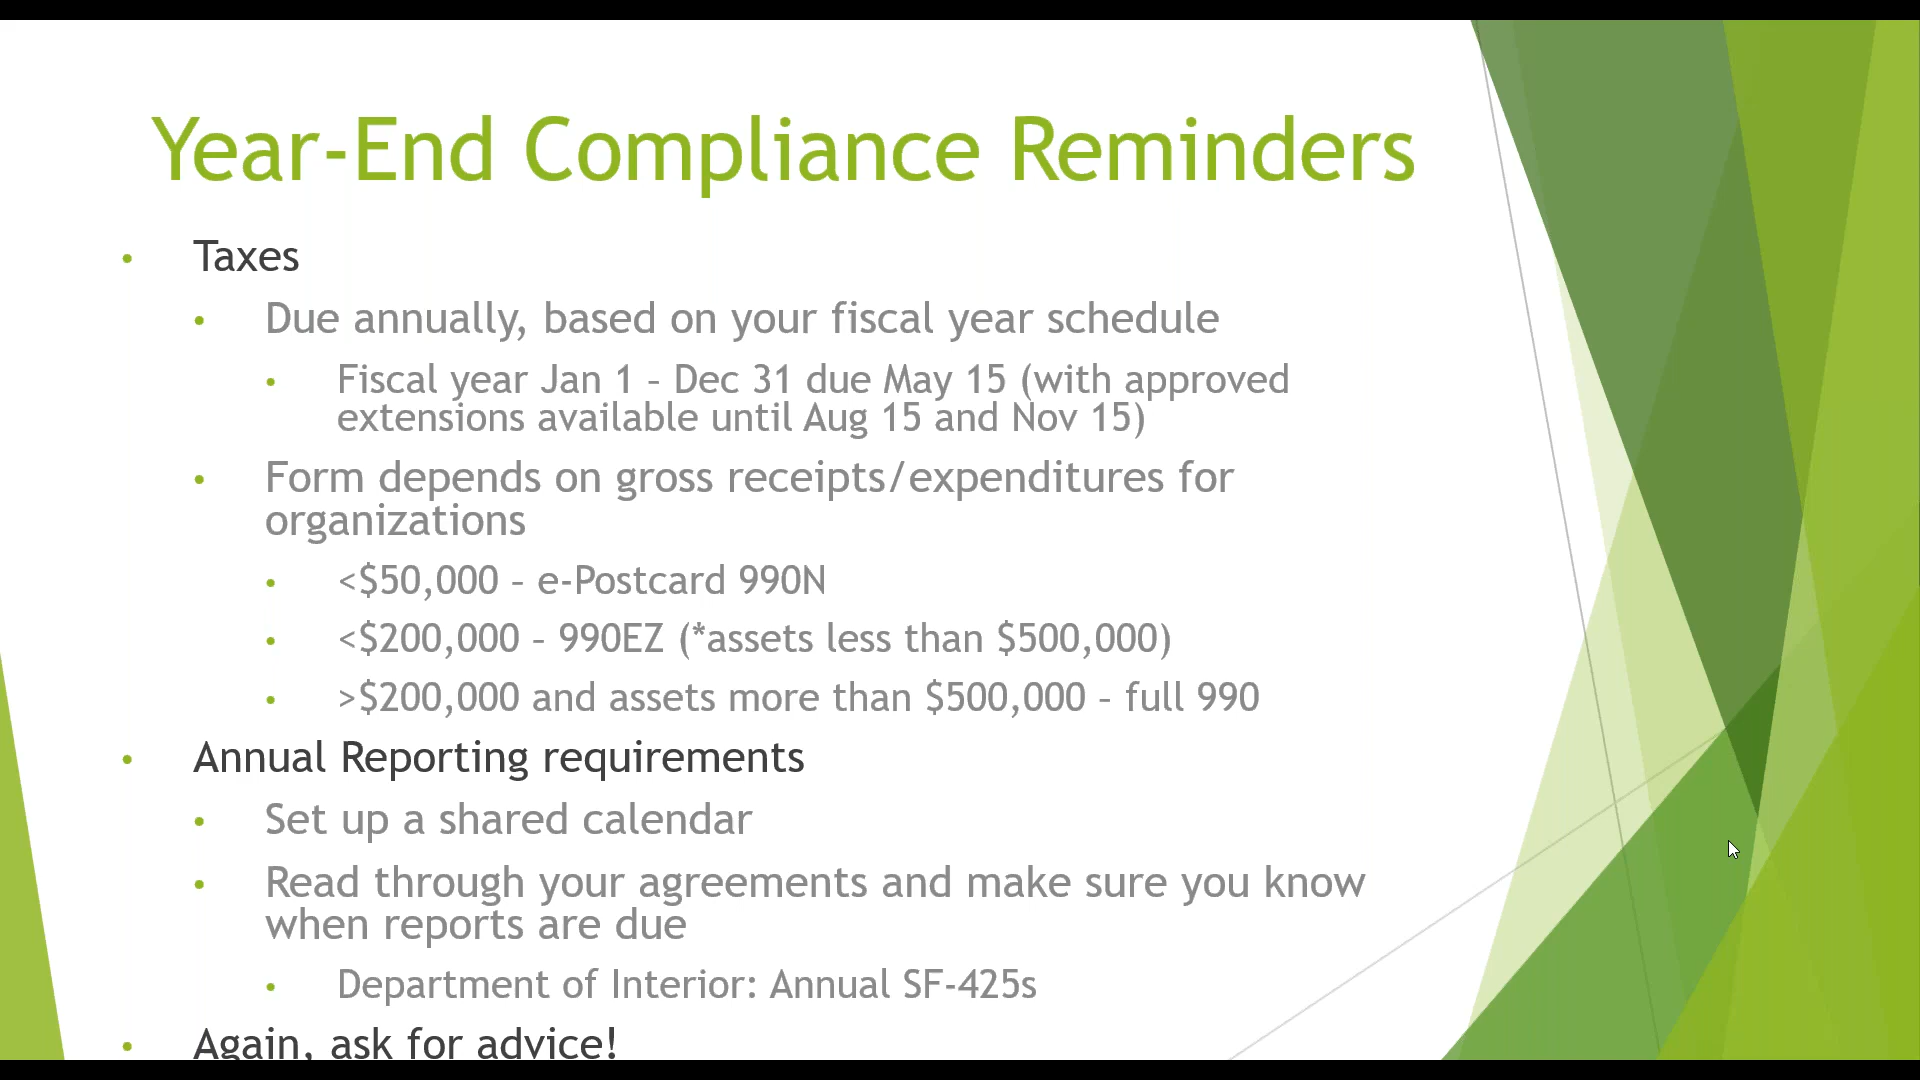 Year-End Compliance Reminders
• Taxes
• Due annually, based on your fiscal year schedule
• Fiscal year Jan 1 – Dec 31 due May 15 (with approved
extensions available until Aug 15 and Nov 15)
• Form depends on gross receipts/expenditures for
organizations
• <$50,000 – e-Postcard 990N
• <$200,000 – 990EZ (*assets less than $500,000)
• >$200,000 and assets more than $500,000 – full 990
• Annual Reporting requirements
• Set up a shared calendar
• Read through your agreements and make sure you know
when reports are due
• Department of Interior: Annual SF-425s
• Again, ask for advice!